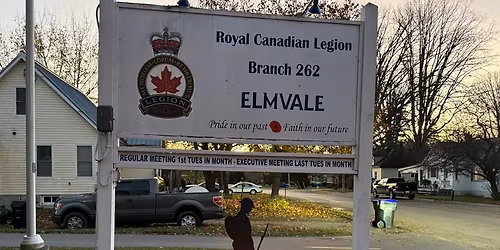 Royal Canadian Legion
Branch 262
ELMVALE
LEGION
Pride in our past Faith in our future
REGULAR MEETING 1st TUES IN MONTH - EXECUTIVE MEETING LAST TUES IN MONTH